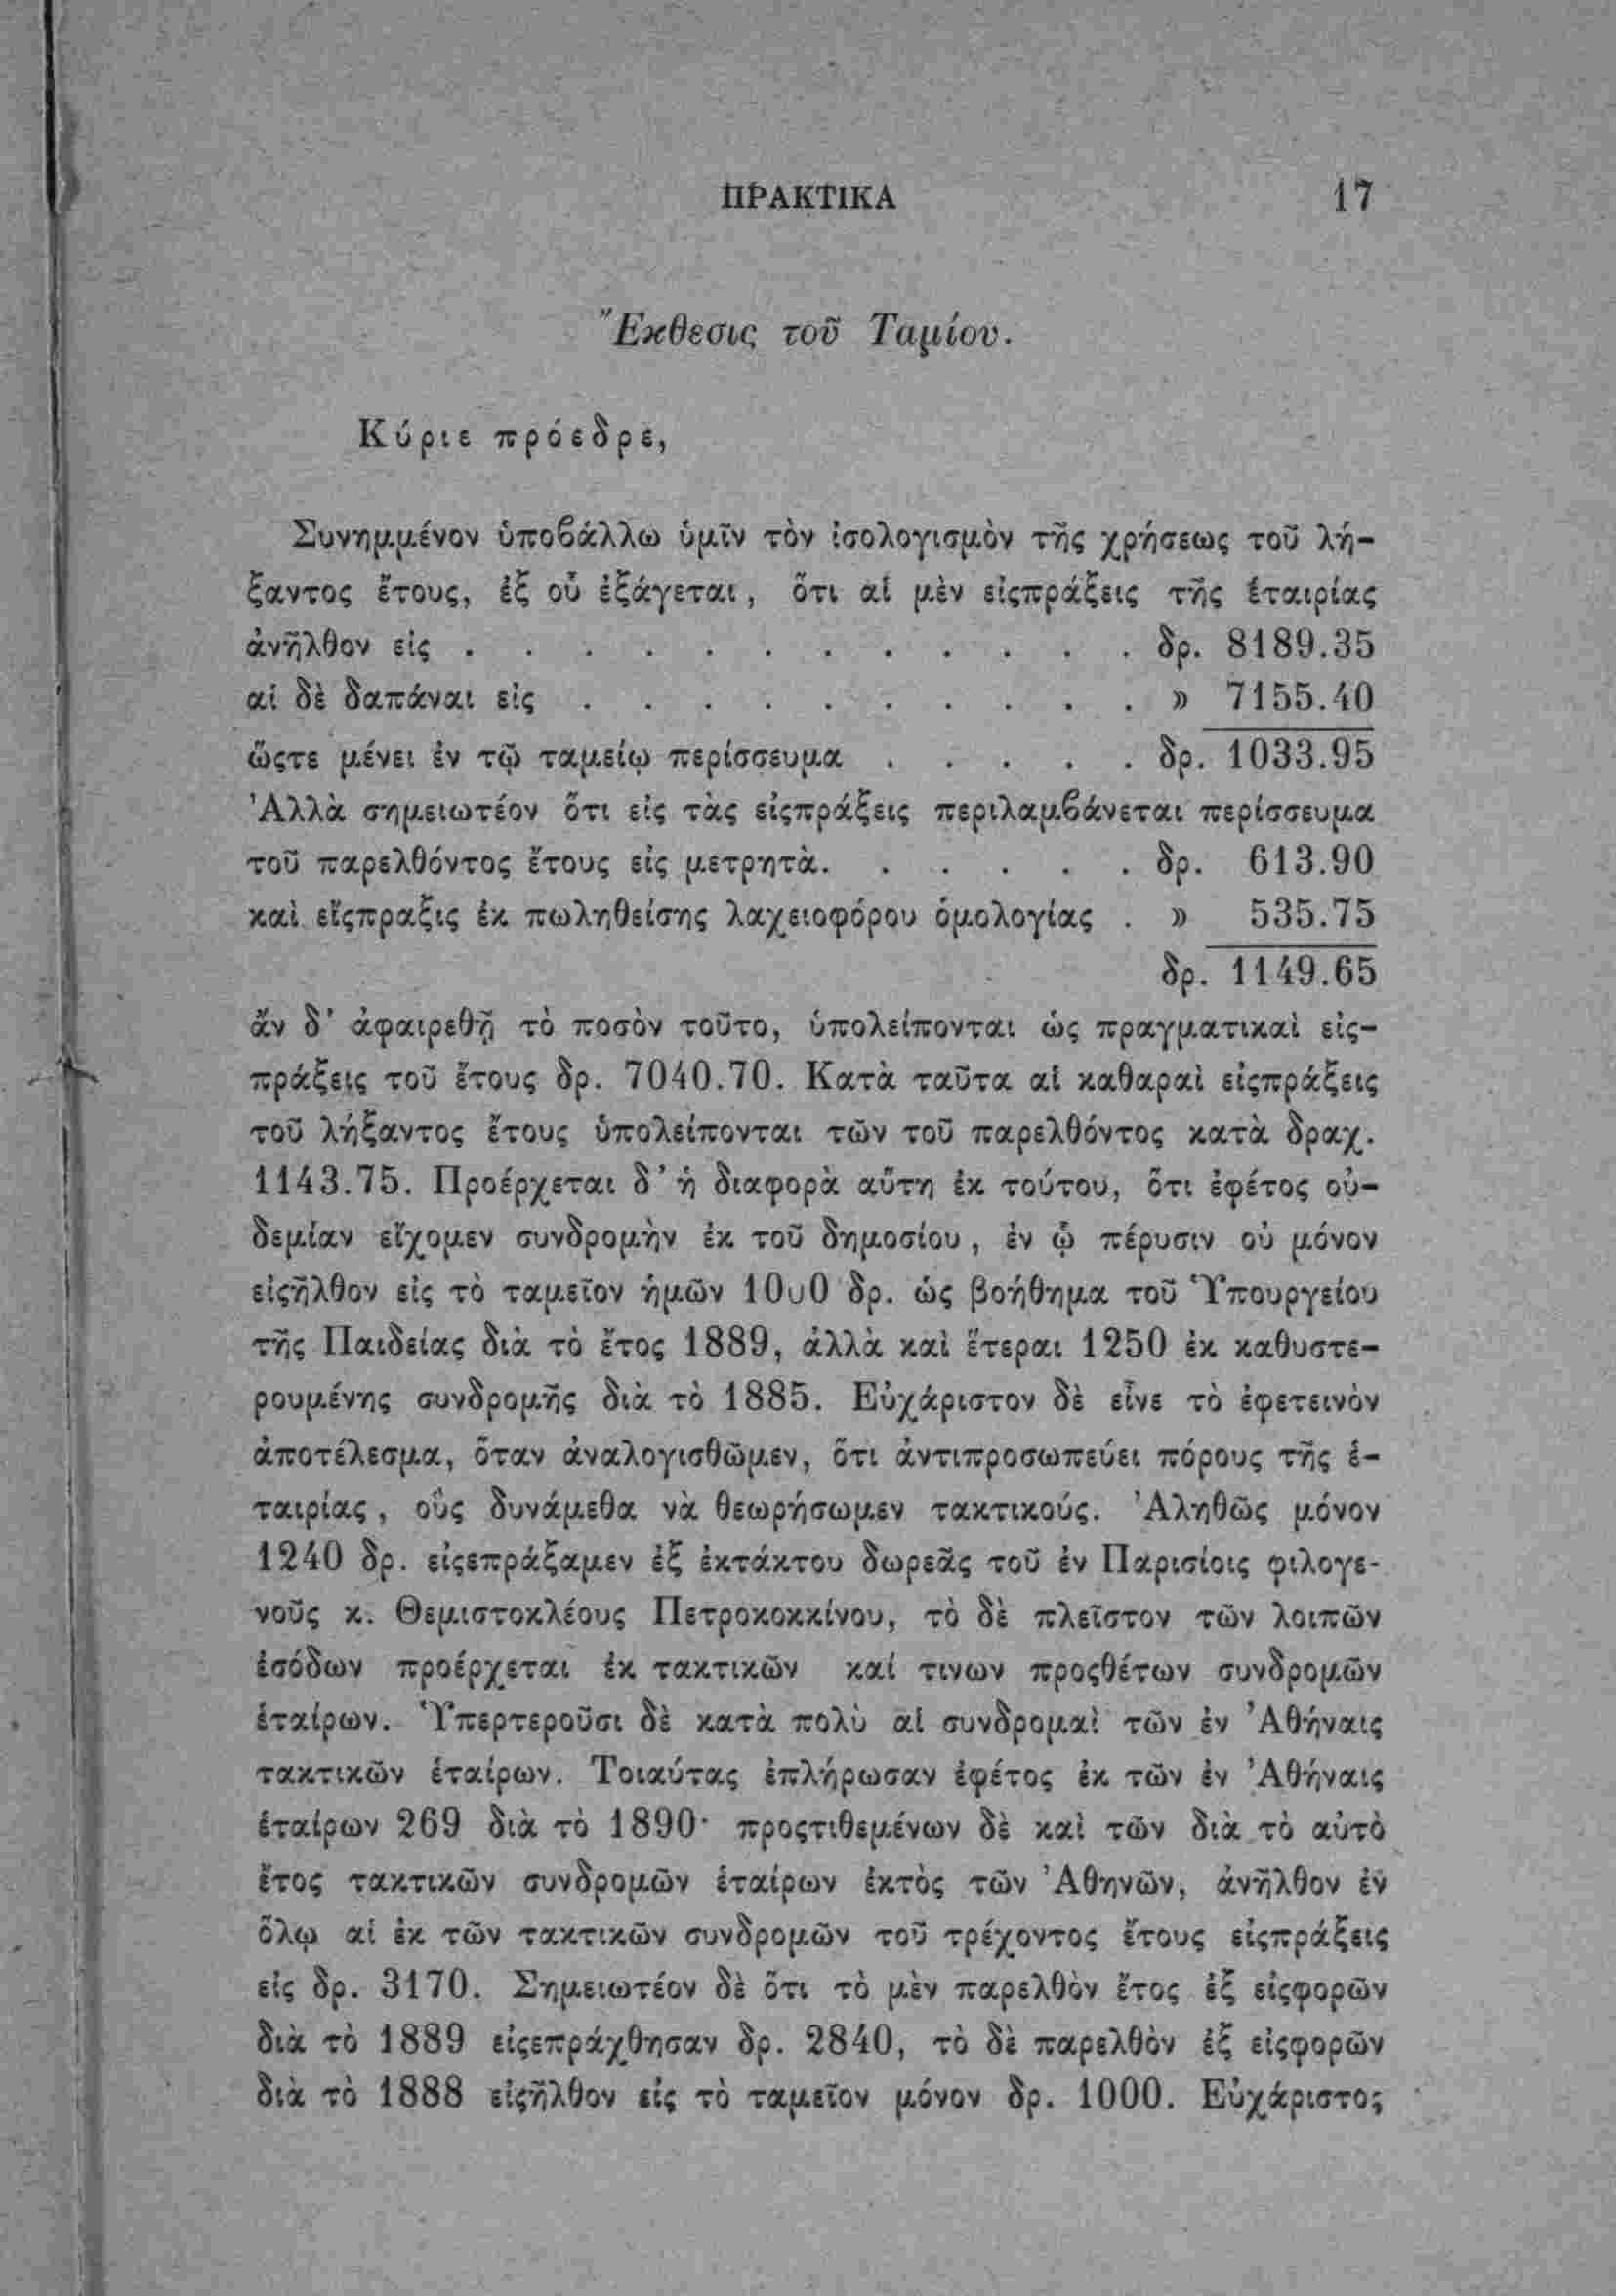 ΠΡΑΚΤΙΚΑ 17
Ἔκθεσις τοῦ Ταμίου.
Κύριε πρόεδρε,
Συνημμένον ὑποϐάλλω ὑμῖν τὸν ἰσολογισμὸν τῆς χρήσεως τοῦ λή-
ξαντος ἔτους, ἐξ οὗ ἐξάγεται, ὅτι αἱ μὲν εἰςπράξεις τῆς ἑταιρίας
ἀνῆλθον εἰς . . . . . . . . . . . . δρ. 8189.35
αἱ δὲ δαπάναι εἰς . . . . . . . . . . » 7155.40
ὥςτε μένει ἐν τῷ ταμείῳ περίσσευμα . . . . . δρ. 1033.95
Ἀλλὰ σημειωτέον ὅτι εἰς τὰς εἰςπράξεις περιλαμϐάνεται περίσσευμα
τοῦ παρελθόντος ἔτους εἰς μετρητὰ. . . . . . δρ. 613.90
καὶ εἴςπραξις ἐκ πωληθείσης λαχειοφόρου ὁμολογίας . » 535.75
δρ. 1149.65
ἂν δ' ἀφαιρεθῇ τὸ ποσὸν τοῦτο, ὑπολείπονται ὡς πραγματικαὶ εἰς-
πράξεις τοῦ ἔτους δρ. 7040.70. Κατὰ ταῦτα αἱ καθαραὶ εἰςπράξεις
τοῦ λήξαντος ἔτους ὑπολείπονται τῶν τοῦ παρελθόντος κατὰ δραχ.
1143.75. Προέρχεται δ' ἡ διαφορὰ αὕτη ἐκ τούτου, ὅτι ἐφέτος οὐ-
δεμίαν εἴχομεν συνδρομὴν ἐκ τοῦ δημοσίου, ἐν ᾧ πέρυσιν οὐ μόνον
εἰςῆλθον εἰς τὸ ταμεῖον ἡμῶν 1000 δρ. ὡς βοήθημα τοῦ Ὑπουργείου
τῆς Παιδείας διὰ τὸ ἔτος 1889, ἀλλὰ καὶ ἕτεραι 1250 ἐκ καθυστε-
ρουμένης συνδρομῆς διὰ τὸ 1885. Εὐχάριστον δὲ εἶνε τὸ ἐφετεινὸν
ἀποτέλεσμα, ὅταν ἀναλογισθῶμεν, ὅτι ἀντιπροσωπεύει πόρους τῆς ἑ-
ταιρίας, οὓς δυνάμεθα νὰ θεωρήσωμεν τακτικούς. Ἀληθῶς μόνον
1240 δρ. εἰςεπράξαμεν ἐξ ἐκτάκτου δωρεᾶς τοῦ ἐν Παρισίοις φιλογε-
νοῦς κ. Θεμιστοκλέους Πετροκοκκίνου, τὸ δὲ πλεῖστον τῶν λοιπῶν
ἐσόδων προέρχεται ἐκ τακτικῶν καί τινων προςθέτων συνδρομῶν
ἑταίρων. Ὑπερτεροῦσι δὲ κατὰ πολὺ αἱ συνδρομαὶ τῶν ἐν Ἀθήναις
τακτικῶν ἑταίρων. Τοιαύτας ἐπλήρωσαν ἐφέτος ἐκ τῶν ἐν Ἀθήναις
ἑταίρων 269 διὰ τὸ 1890· προςτιθεμένων δὲ καὶ τῶν διὰ τὸ αὐτὸ
ἔτος τακτικῶν συνδρομῶν ἑταίρων ἐκτὸς τῶν Ἀθηνῶν, ἀνῆλθον ἐν
ὅλῳ αἱ ἐκ τῶν τακτικῶν συνδρομῶν τοῦ τρέχοντος ἔτους εἰςπράξεις
εἰς δρ. 3170. Σημειωτέον δὲ ὅτι τὸ μὲν παρελθὸν ἔτος ἐξ εἰςφορῶν
διὰ τὸ 1889 εἰςεπράχθησαν δρ. 2840, τὸ δὲ παρελθὸν ἐξ εἰςφορῶν
διὰ τὸ 1888 εἰςῆλθον εἰς τὸ ταμεῖον μόνον δρ. 1000. Εὐχάριστος